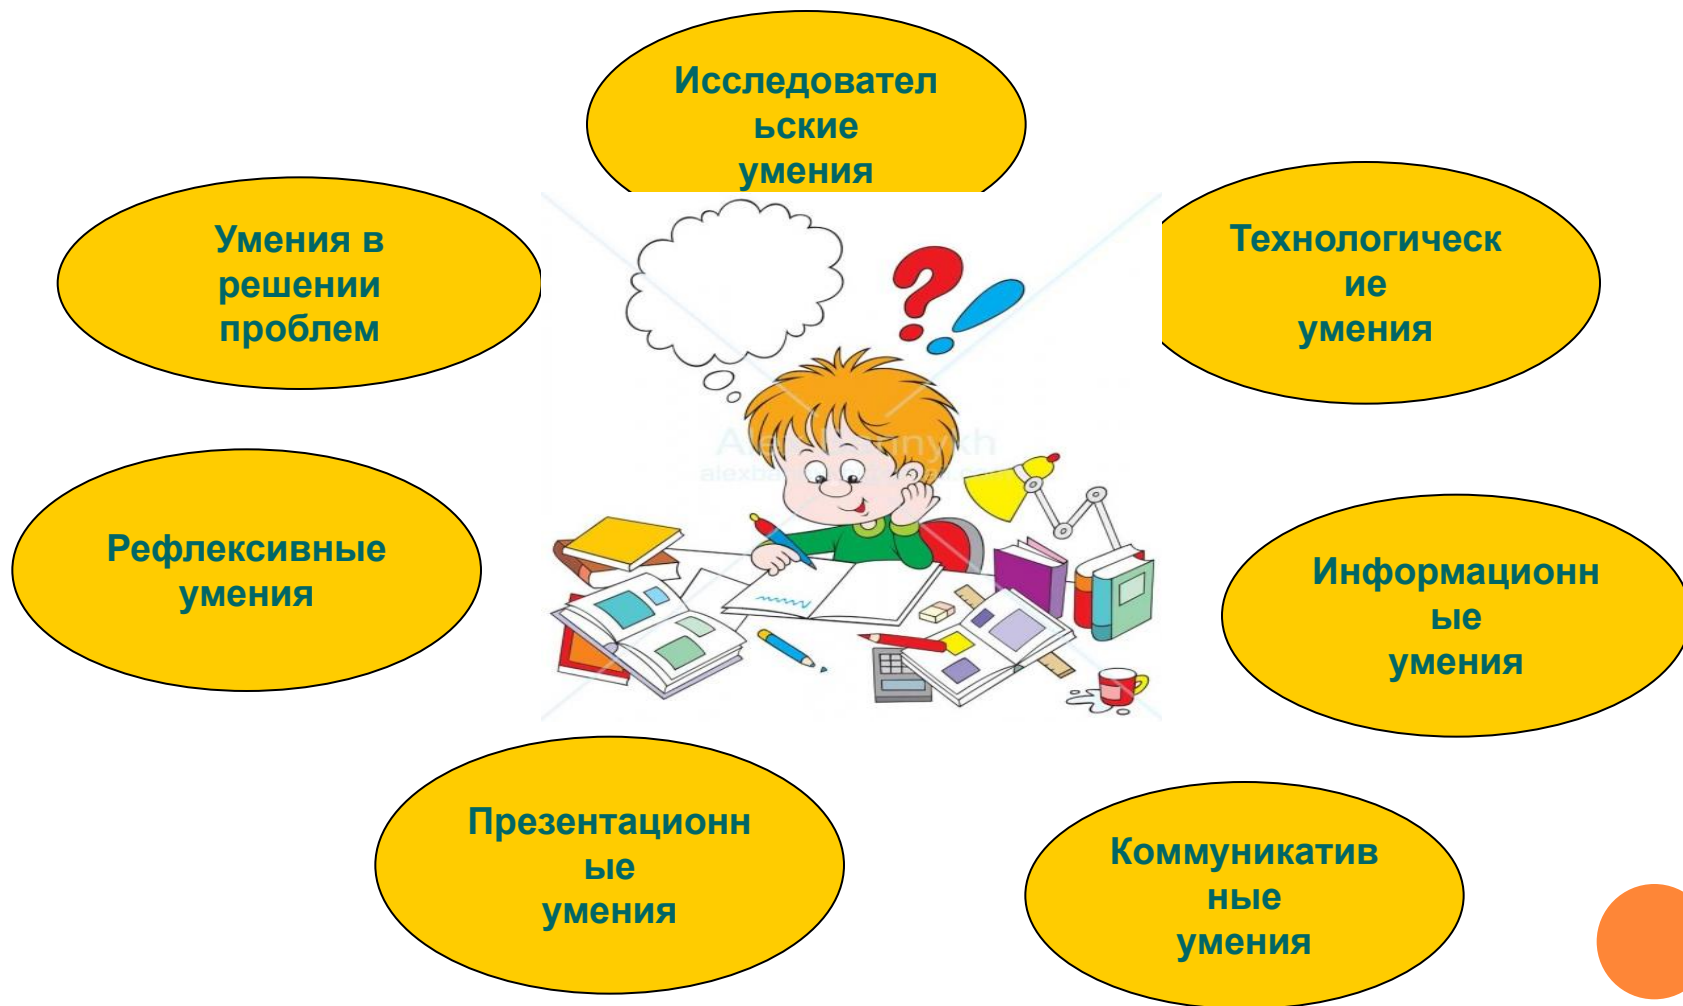 Исследовател
ьские
умения
Умения в
решении
проблем
Технологическ
ие
умения
Рефлексивные
умения
Информационн
ые
умения
Презентационн
ые
умения
Коммуникатив
ные
умения